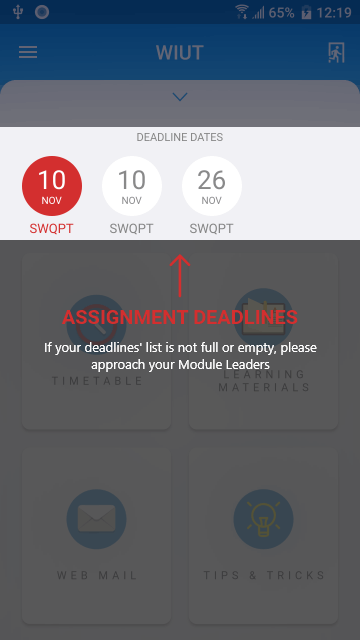 65% 12:19
WIUT
DEADLINE DATES
10 10 26
NOV NOV NOV
SWQPT SWQPT SWQPT
ASSIGNMENT DEADLINES
If your deadlines' list is not full or empty, please
approach your Module Leaders
TIMETABLE
LEARNING
MATERIALS
WEB MAIL
TIPS & TRICKS